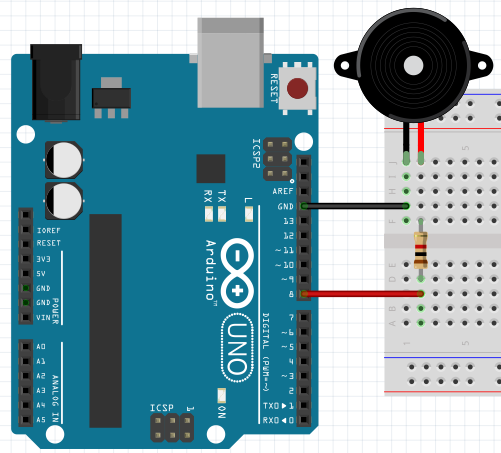 RESET
ICSP2
AREF
GND
13
12
~11
~10
~9
8
7
~6
~5
4
~3
2
TX0▶1
RX0◀0
RX
TX
L
Arduino™
UNO
DIGITAL (PWM=~)
IOREF
RESET
3V3
5V
GND
GND
VIN
POWER
A0
A1
A2
A3
A4
A5
ANALOG IN
ICSP
1
ON
J
I
H
F
A
1
5
5